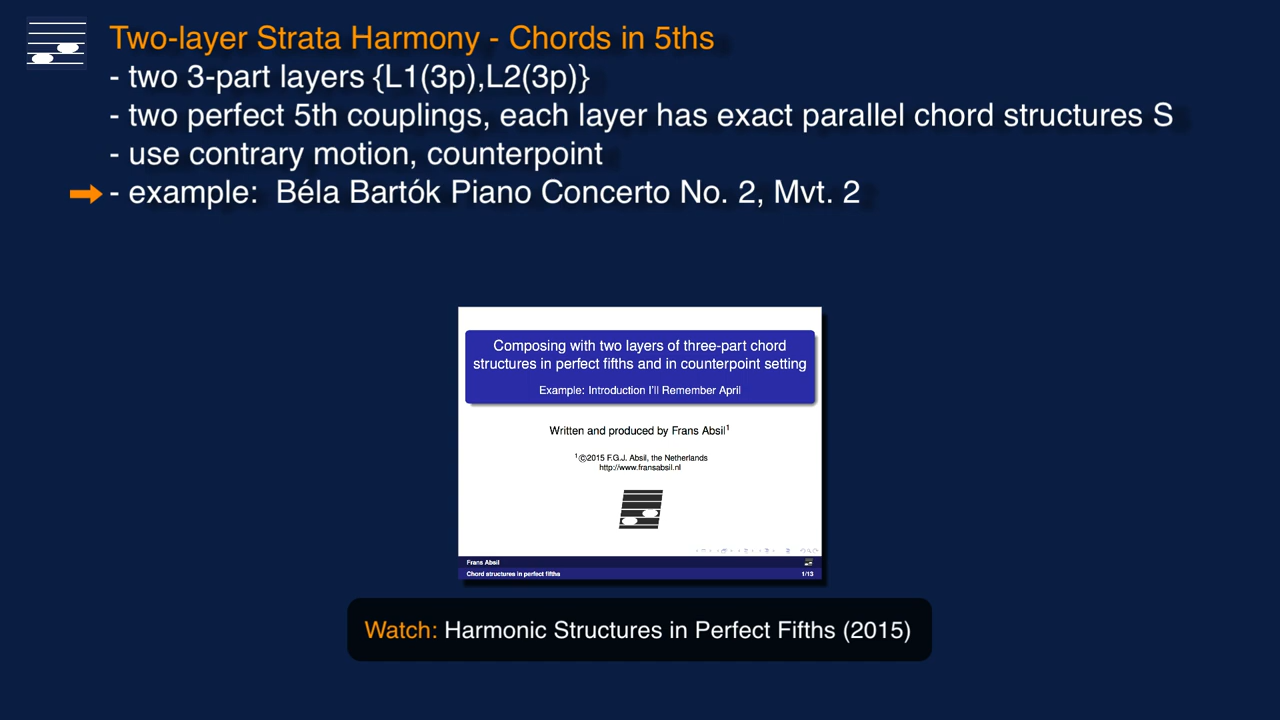 Two-layer Strata Harmony - Chords in 5ths
- two 3-part layers {L1(3p),L2(3p)}
- two perfect 5th couplings, each layer has exact parallel chord structures S
- use contrary motion, counterpoint
- example:  Béla Bartók Piano Concerto No. 2, Mvt. 2
Composing with two layers of three-part chord
structures in perfect fifths and in counterpoint setting
Example: Introduction I'll Remember April
Written and produced by Frans Absil¹
¹©2015 F.G.J. Absil, the Netherlands
http://www.fransabsil.nl
Frans Absil
Chord structures in perfect fifths 1/13
Watch: Harmonic Structures in Perfect Fifths (2015)